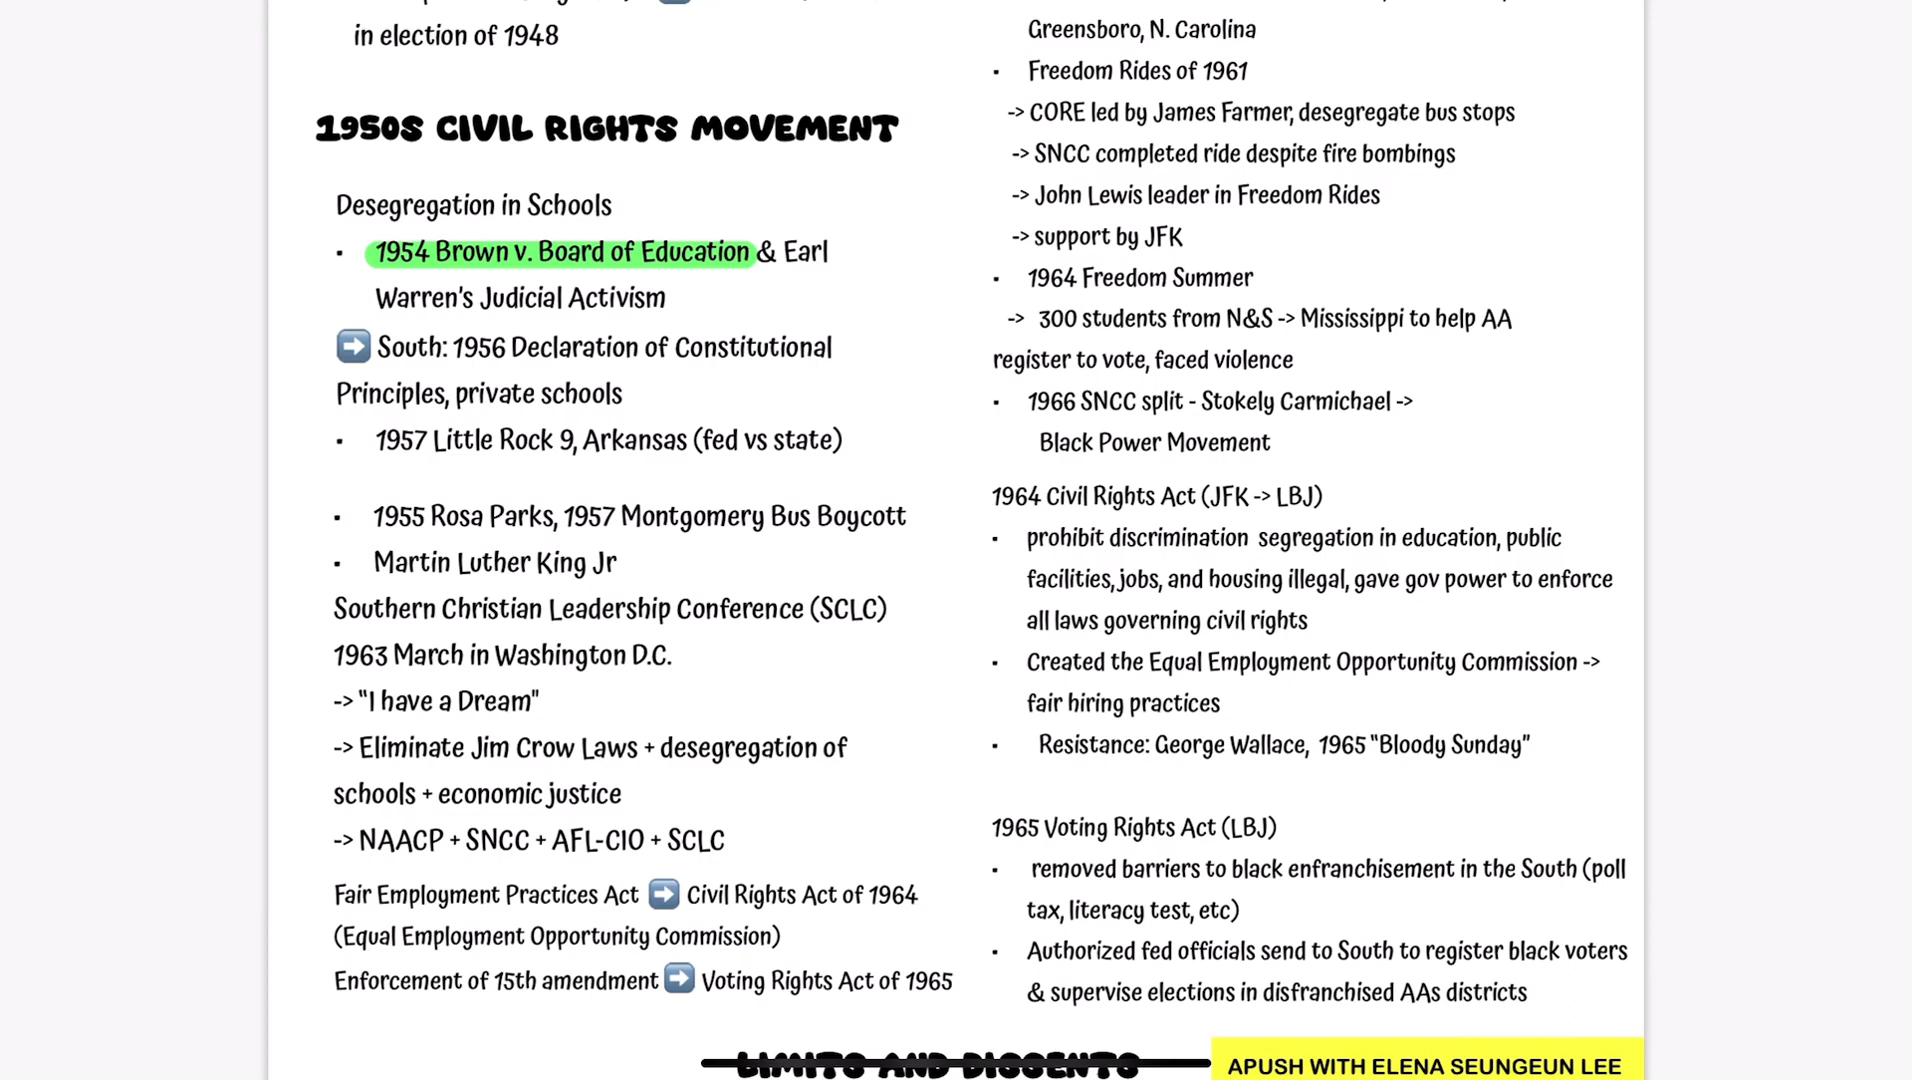 in election of 1948
1950S CIVIL RIGHTS MOVEMENT
Desegregation in Schools
▪ 1954 Brown v. Board of Education & Earl
Warren's Judicial Activism
➡️ South: 1956 Declaration of Constitutional
Principles, private schools
▪ 1957 Little Rock 9, Arkansas (fed vs state)
▪ 1955 Rosa Parks, 1957 Montgomery Bus Boycott
▪ Martin Luther King Jr
Southern Christian Leadership Conference (SCLC)
1963 March in Washington D.C.
-> "I have a Dream"
-> Eliminate Jim Crow Laws + desegregation of
schools + economic justice
-> NAACP + SNCC + AFL-CIO + SCLC
Fair Employment Practices Act ➡️ Civil Rights Act of 1964
(Equal Employment Opportunity Commission)
Enforcement of 15th amendment ➡️ Voting Rights Act of 1965
Greensboro, N. Carolina
▪ Freedom Rides of 1961
-> CORE led by James Farmer, desegregate bus stops
-> SNCC completed ride despite fire bombings
-> John Lewis leader in Freedom Rides
-> support by JFK
▪ 1964 Freedom Summer
-> 300 students from N&S -> Mississippi to help AA
register to vote, faced violence
▪ 1966 SNCC split - Stokely Carmichael ->
Black Power Movement
1964 Civil Rights Act (JFK -> LBJ)
▪ prohibit discrimination segregation in education, public
facilities, jobs, and housing illegal, gave gov power to enforce
all laws governing civil rights
▪ Created the Equal Employment Opportunity Commission ->
fair hiring practices
▪ Resistance: George Wallace, 1965 "Bloody Sunday"
1965 Voting Rights Act (LBJ)
▪ removed barriers to black enfranchisement in the South (poll
tax, literacy test, etc)
▪ Authorized fed officials send to South to register black voters
& supervise elections in disfranchised AAs districts
LIMITS AND DISSENTS
APUSH WITH ELENA SEUNGEUN LEE